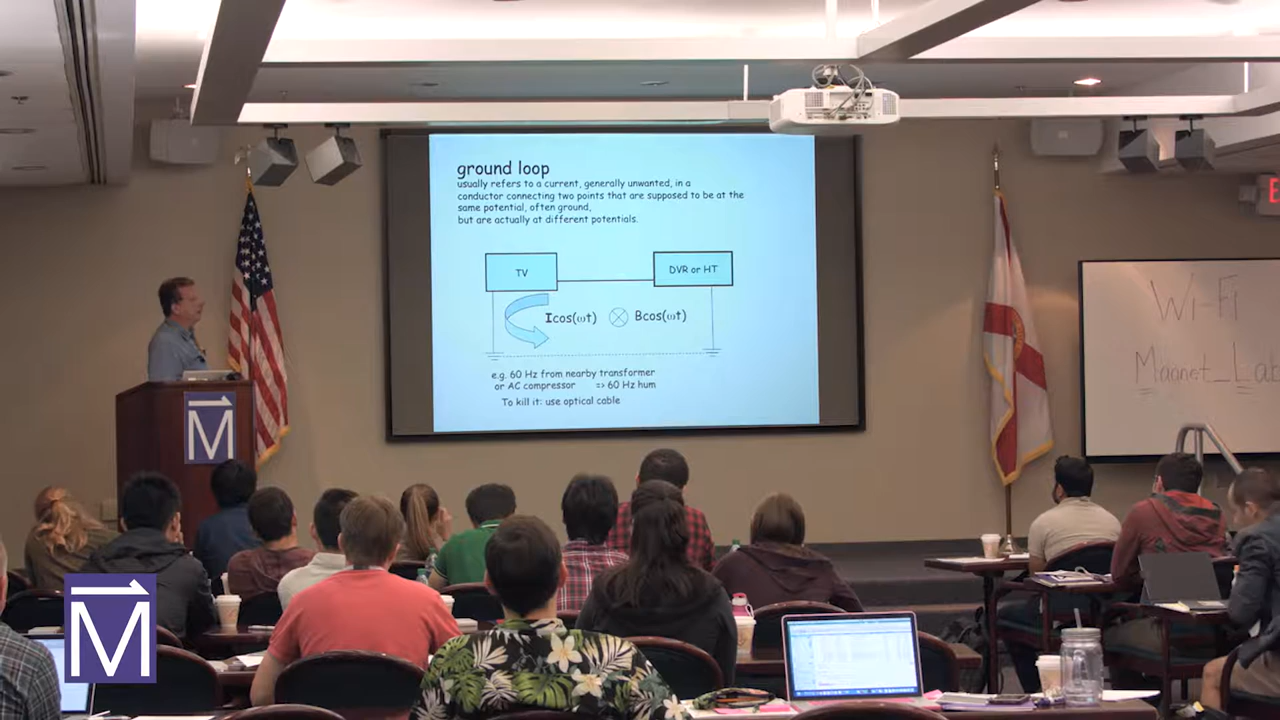 ground loop
usually refers to a current, generally unwanted, in a
conductor connecting two points that are supposed to be at the
same potential, often ground,
but are actually at different potentials.
TV
DVR or HT
Icos(ωt) ⊗ Bcos(ωt)
e.g. 60 Hz from nearby transformer
or AC compressor => 60 Hz hum
To kill it: use optical cable
Wi-Fi
Magnet_Lab
E
M
M